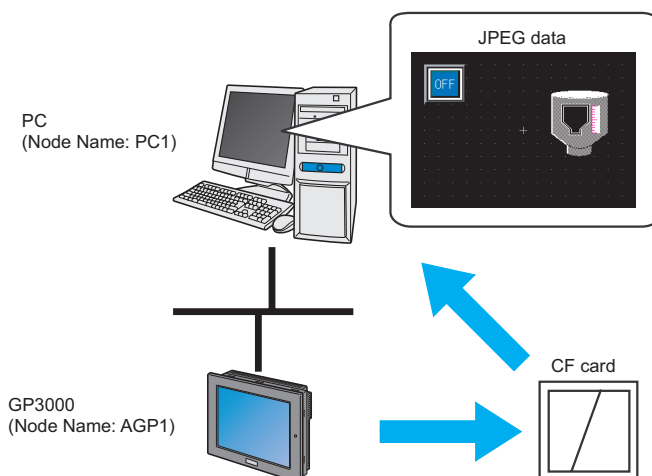 JPEG data
OFF
PC
(Node Name: PC1)
CF card
GP3000
(Node Name: AGP1)